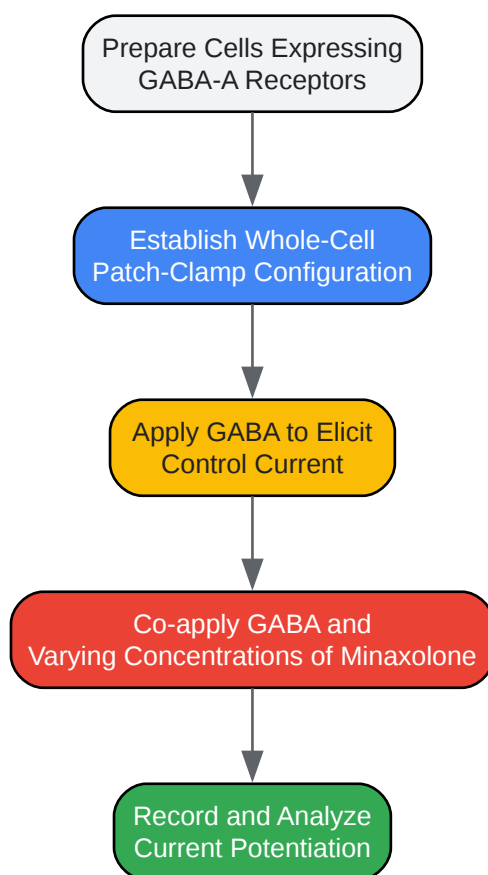 Prepare Cells Expressing
GABA-A Receptors
Establish Whole-Cell
Patch-Clamp Configuration
Apply GABA to Elicit
Control Current
Co-apply GABA and
Varying Concentrations of Minaxolone
Record and Analyze
Current Potentiation